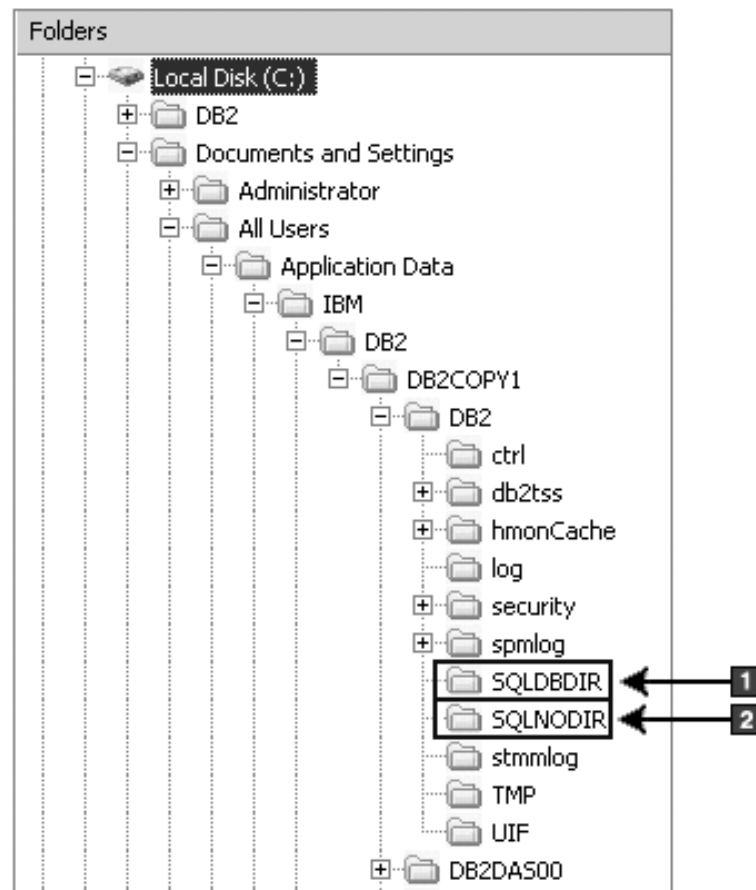 Folders
Local Disk (C:)
DB2
Documents and Settings
Administrator
All Users
Application Data
IBM
DB2
DB2COPY1
DB2
ctrl
db2tss
hmonCache
log
security
spmlog
SQLDBDIR 1
SQLNODIR 2
stmmlog
TMP
UIF
DB2DAS00